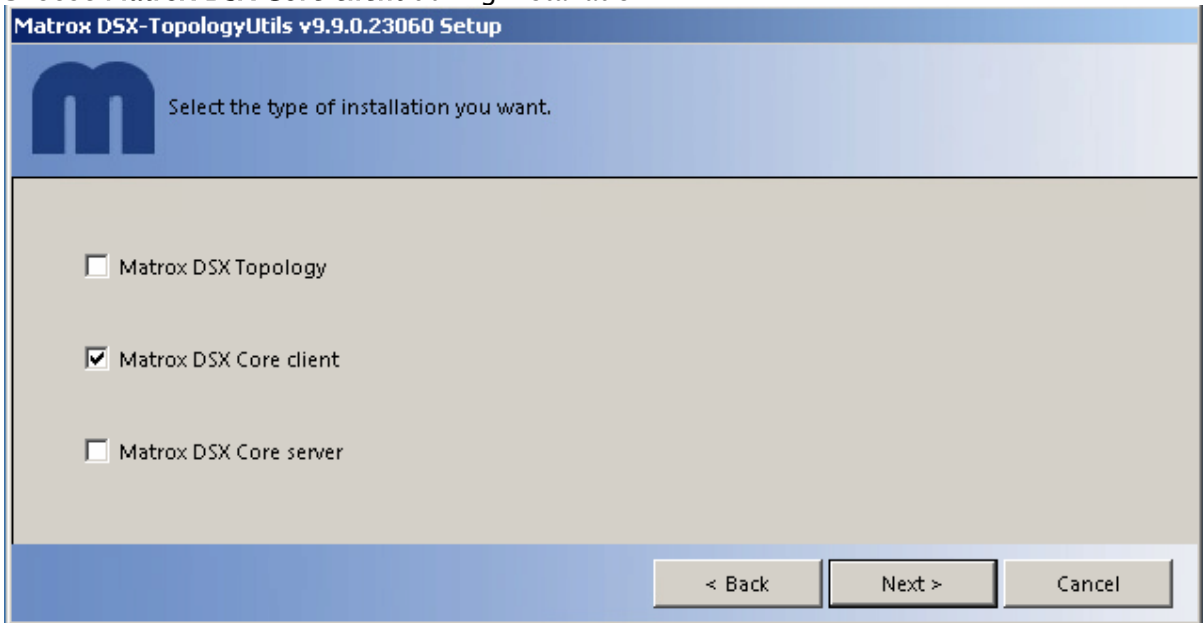 Matrox DSX-TopologyUtils v9.9.0.23060 Setup
Select the type of installation you want.
Matrox DSX Topology
Matrox DSX Core client
Matrox DSX Core server
< Back Next > Cancel